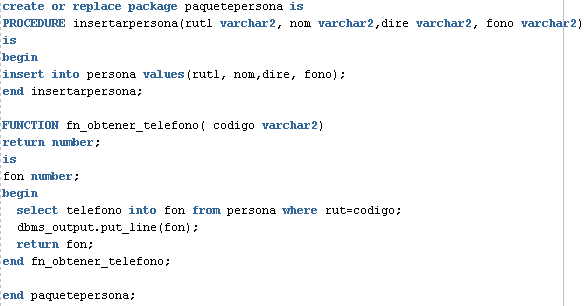 create or replace package paquetepersona is
PROCEDURE insertarpersona(rutl varchar2, nom varchar2,dire varchar2, fono varchar2)
is
begin
insert into persona values(rutl, nom,dire, fono);
end insertarpersona;
FUNCTION fn_obtener_telefono( codigo varchar2)
return number;
is
fon number;
begin
select telefono into fon from persona where rut=codigo;
dbms_output.put_line(fon);
return fon;
end fn_obtener_telefono;
end paquetepersona;